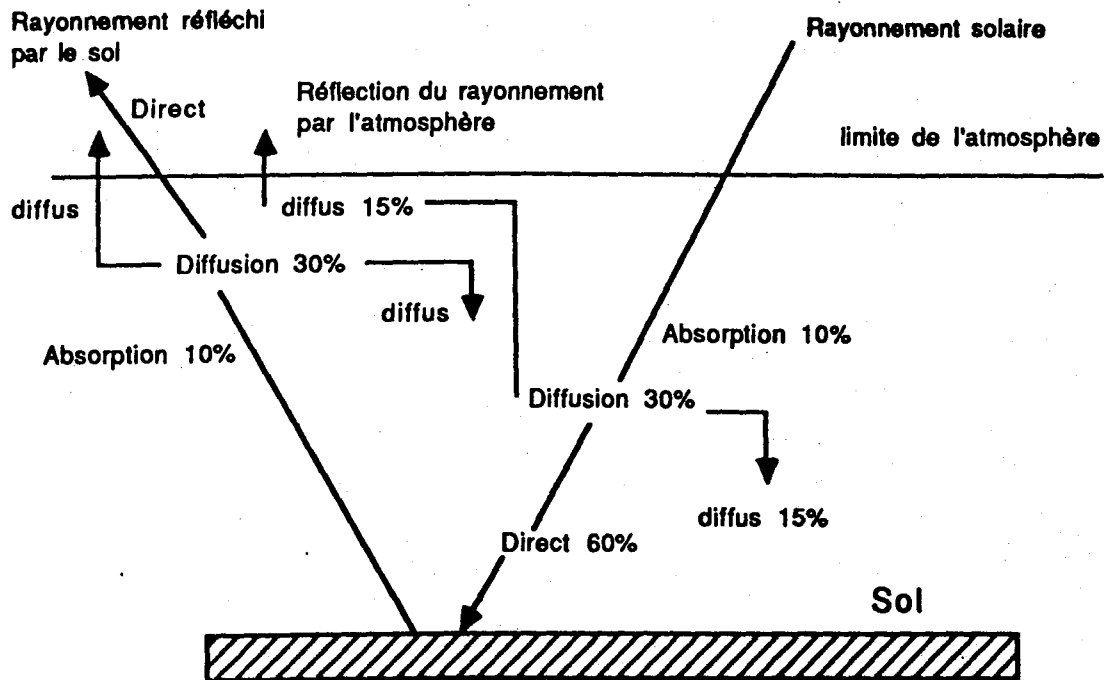 Rayonnement réfléchi
par le sol
Rayonnement solaire
Direct
Réflection du rayonnement
par l'atmosphère
limite de l'atmosphère
diffus
diffus 15%
Diffusion 30%
diffus
Absorption 10%
Absorption 10%
Diffusion 30%
diffus 15%
Direct 60%
Sol